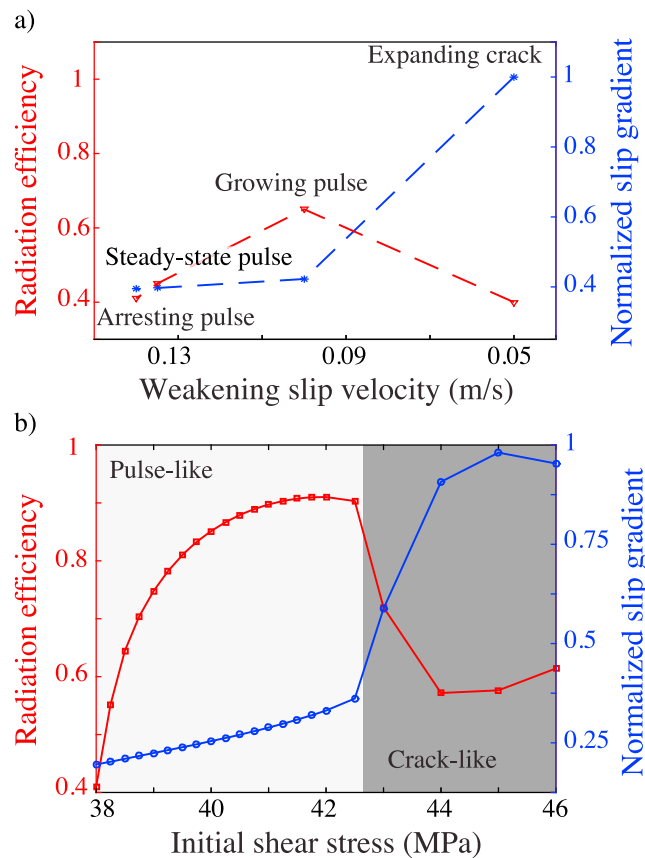 a)
Radiation efficiency
1
0.8
0.6
0.4
Expanding crack
Growing pulse
Steady-state pulse
Arresting pulse
1
0.8
0.6
0.4
Normalized slip gradient
0.13 0.09 0.05
Weakening slip velocity (m/s)
b)
Radiation efficiency
1
0.8
0.6
0.4
Pulse-like
Crack-like
1
0.75
0.5
0.25
Normalized slip gradient
38 40 42 44 46
Initial shear stress (MPa)